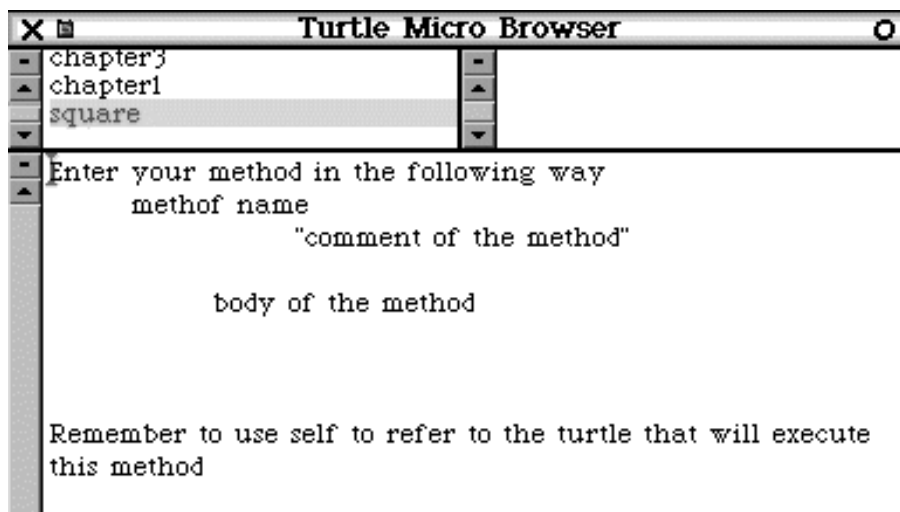 Turtle Micro Browser
chapter3
chapter1
square
Enter your method in the following way
methof name
"comment of the method"
body of the method
Remember to use self to refer to the turtle that will execute
this method